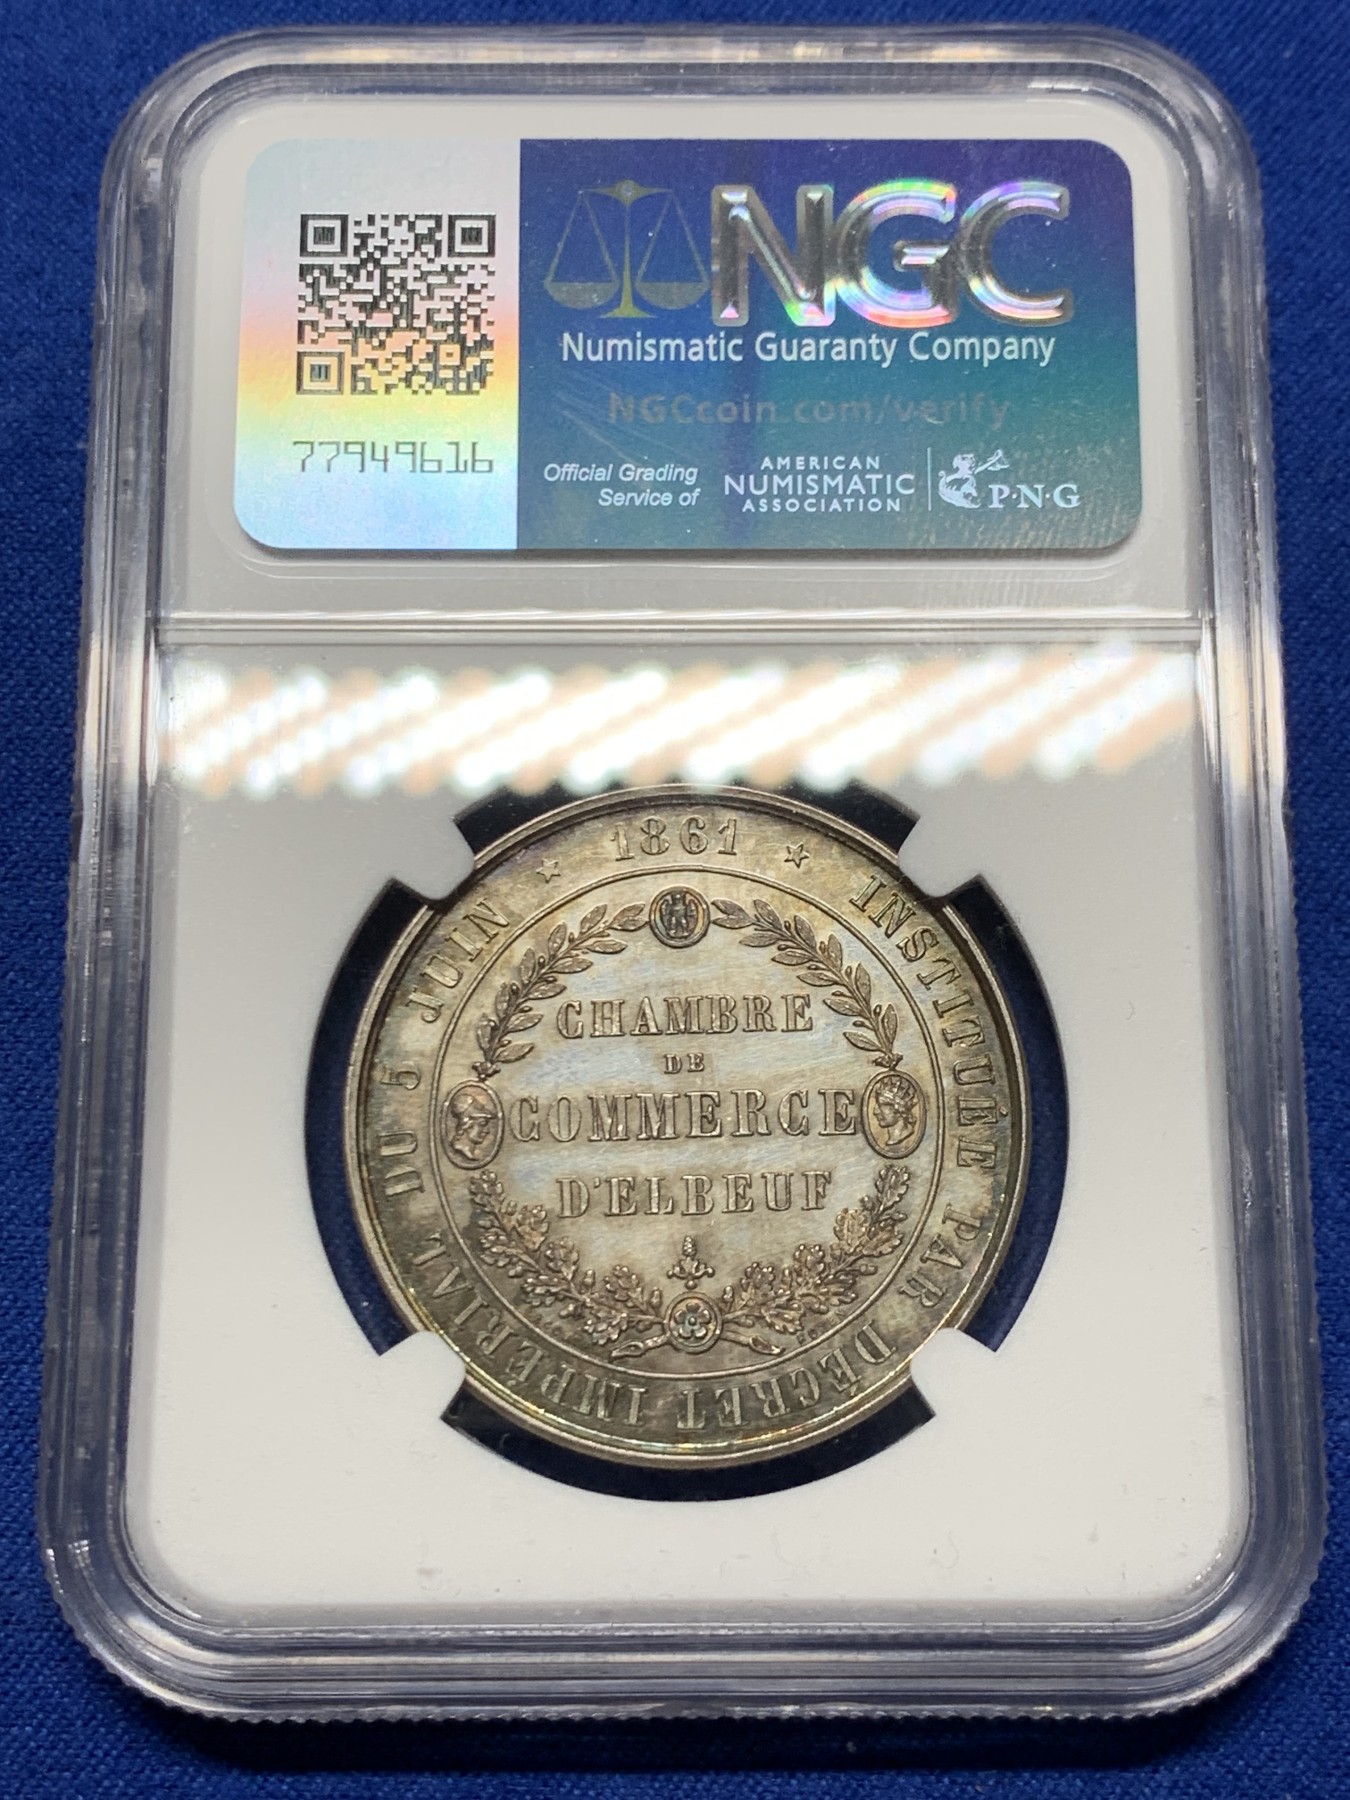 NGC
Numismatic Guaranty Company
NGCcoin.com/verify
77949616
Official Grading
Service of
AMERICAN
NUMISMATIC
ASSOCIATION
P·N·G
★ 1861 ★ INSTITUÉE PAR DÉCRET IMPÉRIAL DU 5 JUIN
CHAMBRE
DE
COMMERCE
D'ELBEUF